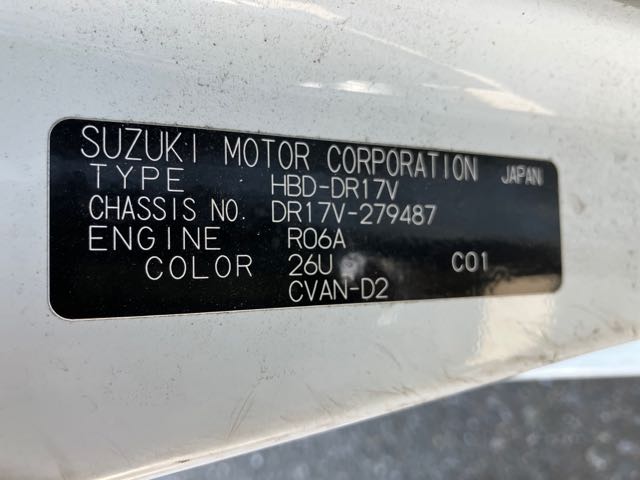 SUZUKI MOTOR CORPORATION JAPAN
TYPE HBD-DR17V
CHASSIS NO. DR17V-279487
ENGINE R06A
COLOR 26U C01
CVAN-D2